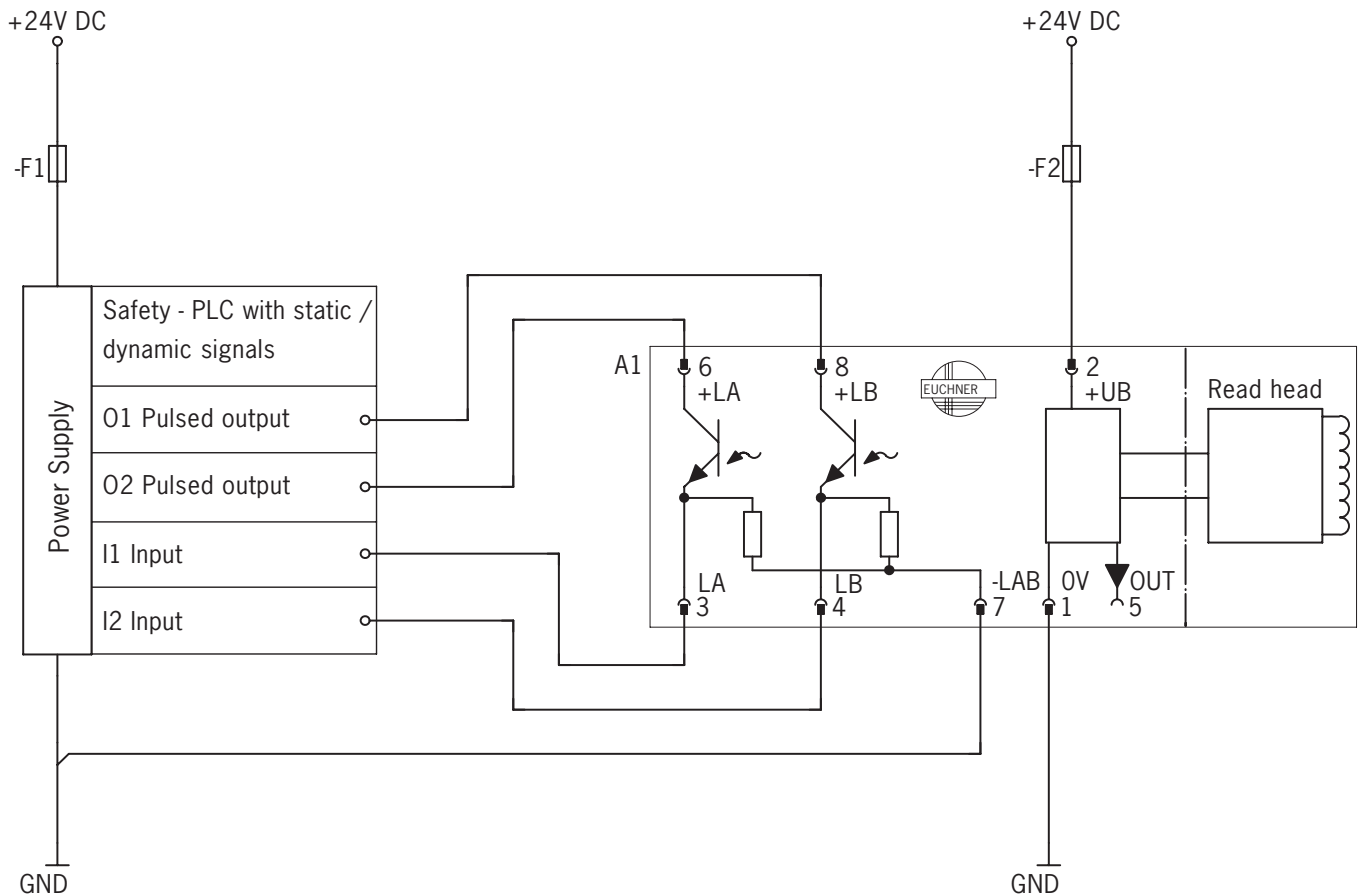 +24V DC
+24V DC
-F1
-F2
Power Supply
Safety - PLC with static /
dynamic signals
O1 Pulsed output
O2 Pulsed output
I1 Input
I2 Input
A1
6
+LA
8
+LB
EUCHNER
2
+UB
Read head
LA
3
LB
4
-LAB
7
0V
1
OUT
5
GND
GND